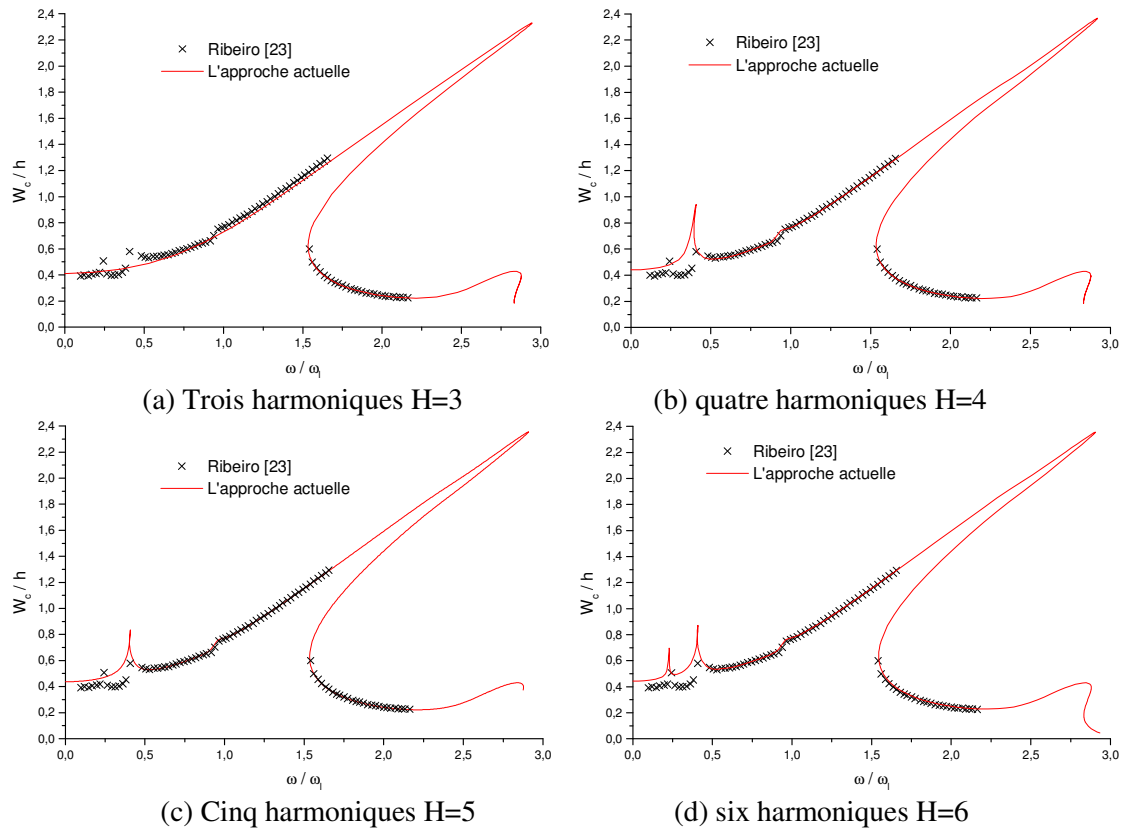 2,4
2,2
2,0
1,8
1,6
1,4
1,2
1,0
0,8
0,6
0,4
0,2
0,0
W_c / h
Ribeiro [23]
L'approche actuelle
0,0 0,5 1,0 1,5 2,0 2,5 3,0
ω / ω_l
(a) Trois harmoniques H=3
2,4
2,2
2,0
1,8
1,6
1,4
1,2
1,0
0,8
0,6
0,4
0,2
0,0
W_c / h
Ribeiro [23]
L'approche actuelle
0,0 0,5 1,0 1,5 2,0 2,5 3,0
ω / ω_l
(b) quatre harmoniques H=4
2,4
2,2
2,0
1,8
1,6
1,4
1,2
1,0
0,8
0,6
0,4
0,2
0,0
W_c / h
Ribeiro [23]
L'approche actuelle
0,0 0,5 1,0 1,5 2,0 2,5 3,0
ω / ω_l
(c) Cinq harmoniques H=5
2,4
2,2
2,0
1,8
1,6
1,4
1,2
1,0
0,8
0,6
0,4
0,2
0,0
W_c / h
Ribeiro [23]
L'approche actuelle
0,0 0,5 1,0 1,5 2,0 2,5 3,0
ω / ω_l
(d) six harmoniques H=6